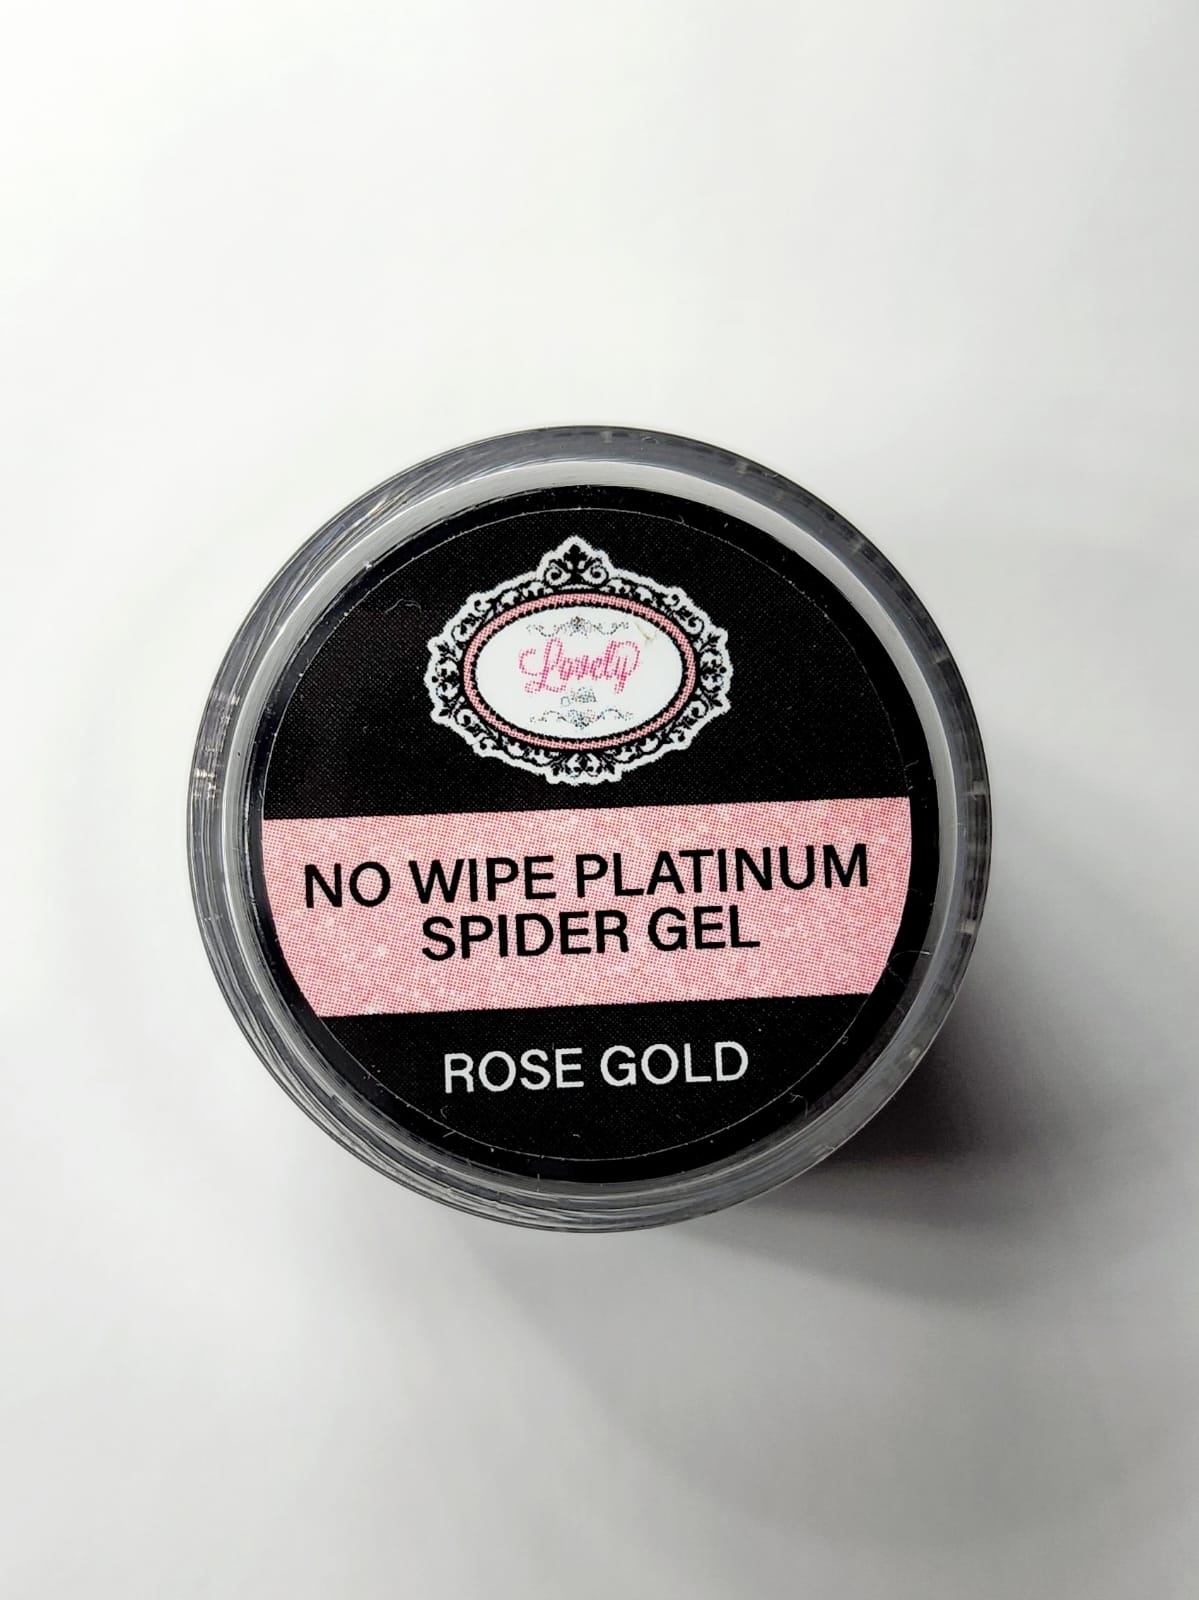 Lovely
NO WIPE PLATINUM
SPIDER GEL
ROSE GOLD